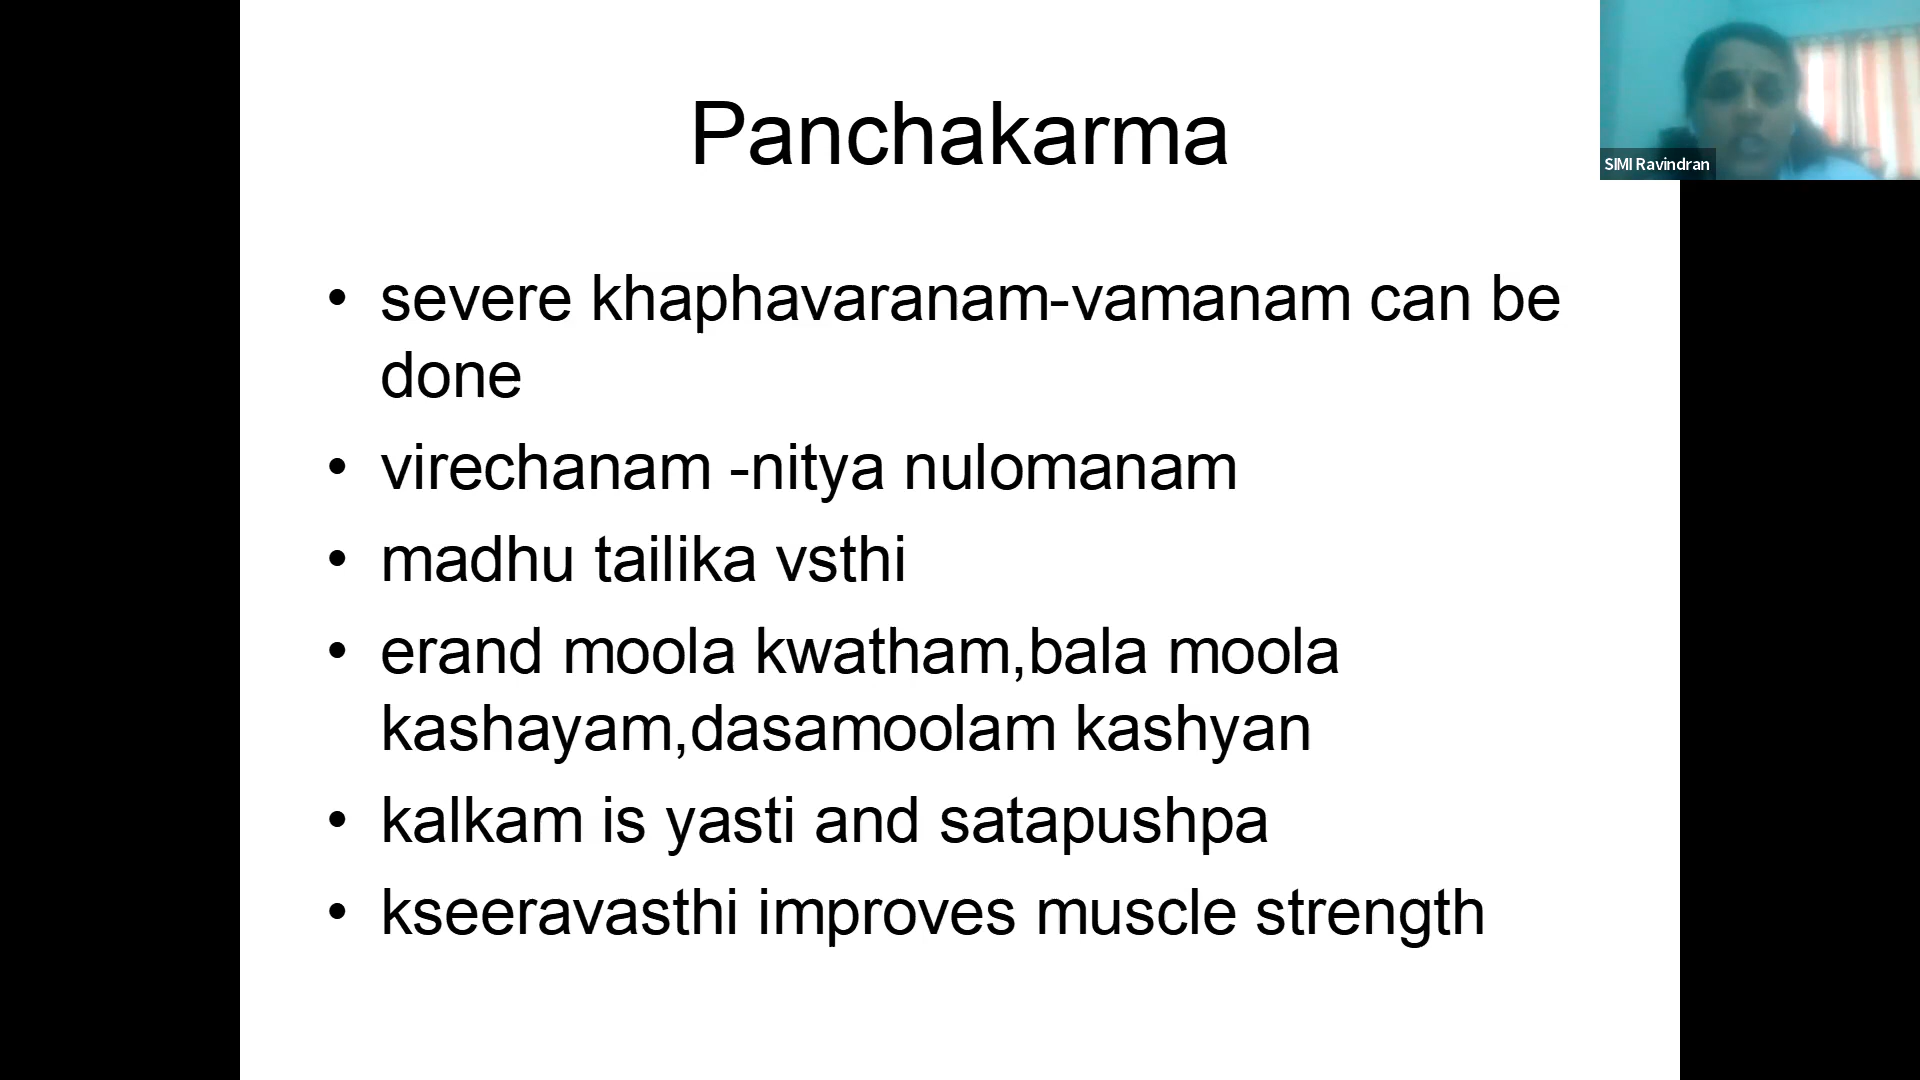 Panchakarma
SIMI Ravindran
• severe khaphavaranam-vamanam can be
done
• virechanam -nitya nulomanam
• madhu tailika vsthi
• erand moola kwatham,bala moola
kashayam,dasamoolam kashyan
• kalkam is yasti and satapushpa
• kseeravasthi improves muscle strength